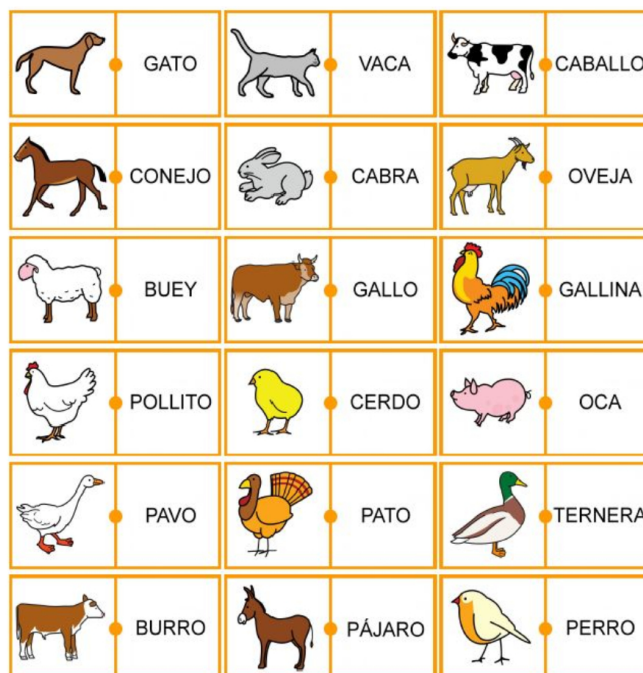 GATO
VACA
CABALLO
CONEJO
CABRA
OVEJA
BUEY
GALLO
GALLINA
POLLITO
CERDO
OCA
PAVO
PATO
TERNERA
BURRO
PÁJARO
PERRO